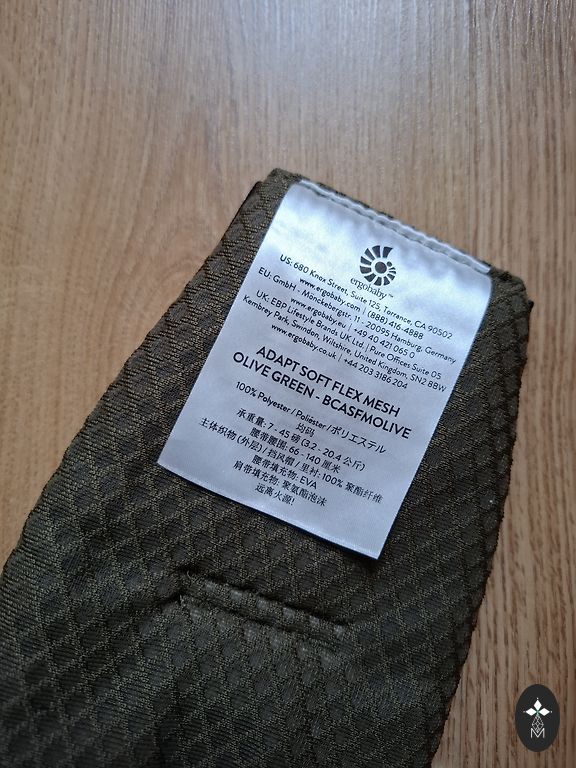 ergobaby™
US: 680 Knox Street, Suite 125, Torrance, CA 90502
www.ergobaby.com | (888) 416-4888
EU: GmbH - Mönckebergstr. 11 | 20095 Hamburg, Germany
www.ergobaby.eu | +49 40 421 065 0
UK: EBP Lifestyle Brands UK Ltd. | Pure Offices Suite 05
Kembrey Park, Swindon, Wilshire, United Kingdom, SN2 8BW
www.ergobaby.co.uk | +44 203 3186 204
ADAPT SOFT FLEX MESH
OLIVE GREEN - BCASFMOLIVE
100% Polyester / Poliéster / ポリエステル
均码
承重量: 7 - 45 磅 (3.2 - 20.4 公斤)
腰带腰围: 66 - 140 厘米
主体织物 (外层) / 挡风帽 / 里衬: 100% 聚酯纤维
腰带填充物: EVA
肩带填充物: 聚氨酯泡沫
远离火源!
M